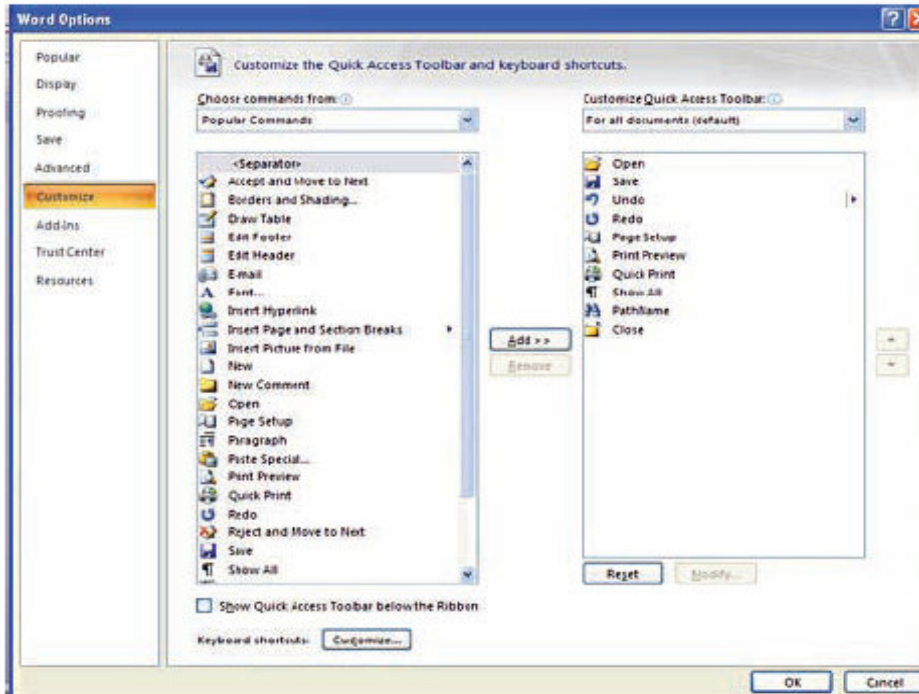 Word Options
Popular
Display
Proofing
Save
Advanced
Customize
Add-Ins
Trust Center
Resources
Customize the Quick Access Toolbar and keyboard shortcuts.
Choose commands from:
Popular Commands
<Separator>
Accept and Move to Next
Borders and Shading...
Draw Table
Edit Footer
Edit Header
E-mail
Font...
Insert Hyperlink
Insert Page and Section Breaks
Insert Picture from File
New
New Comment
Open
Page Setup
Paragraph
Paste Special...
Print Preview
Quick Print
Redo
Reject and Move to Next
Save
Show All
Show Quick Access Toolbar below the Ribbon
Keyboard shortcuts: Customize...
Add >>
Remove
Customize Quick Access Toolbar:
For all documents (default)
Open
Save
Undo
Redo
Page Setup
Print Preview
Quick Print
Show All
PathName
Close
Reset Modify...
OK Cancel